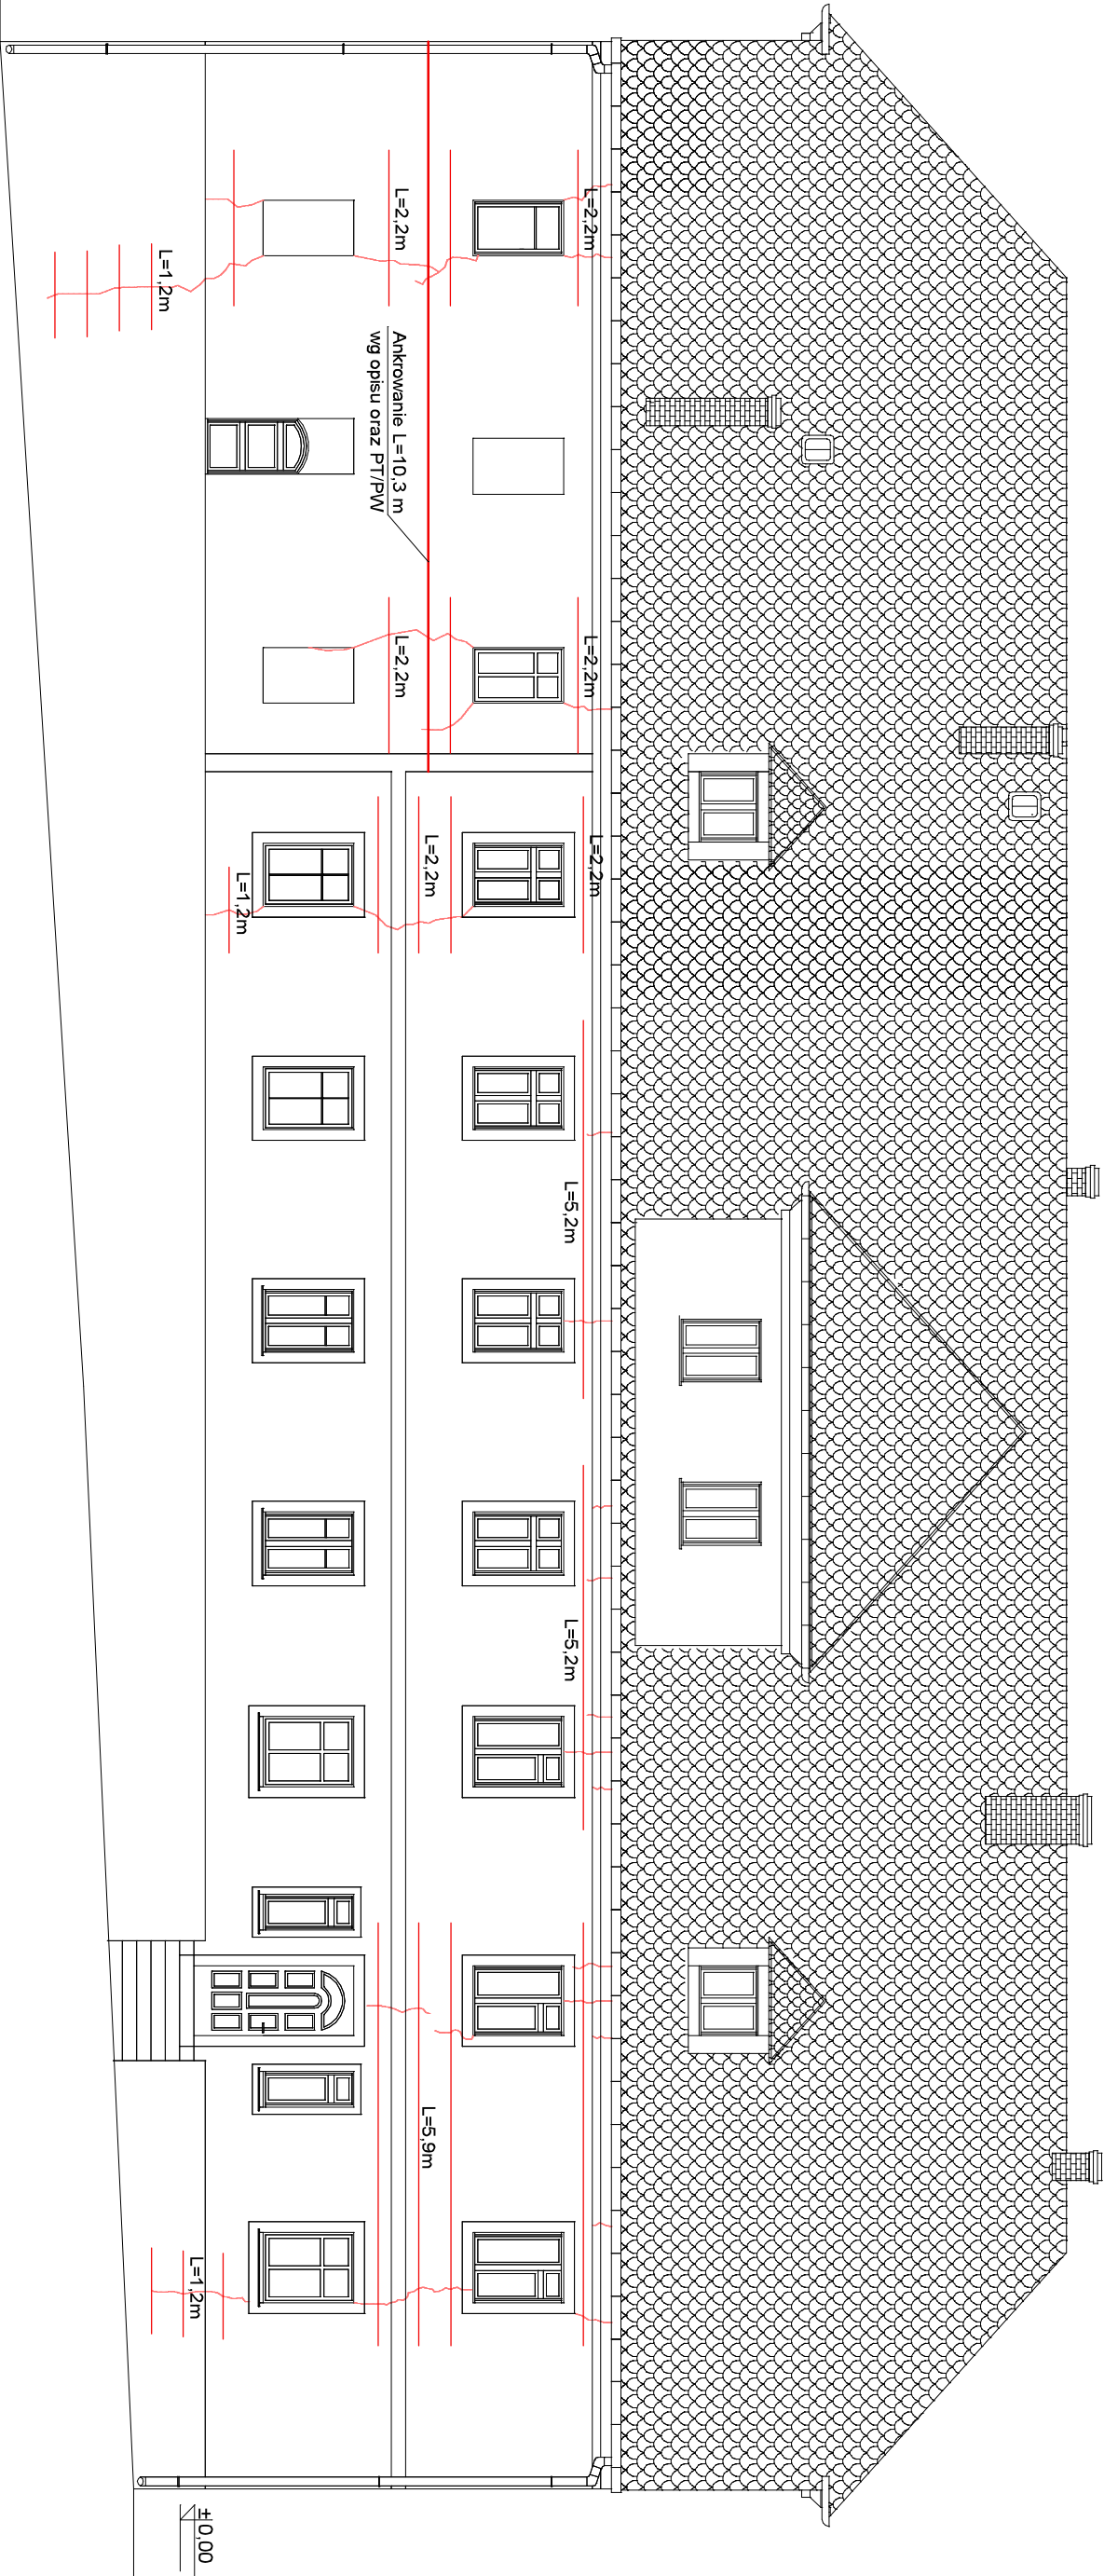 L=2,2m
L=2,2m
L=2,2m
L=5,2m
L=5,2m
L=2,2m
L=5,9m
L=2,2m
Ankrowanie L=10,3 m
wg opisu oraz PT/PW
L=2,2m
L=1,2m
L=1,2m
±0,00
L=1,2m